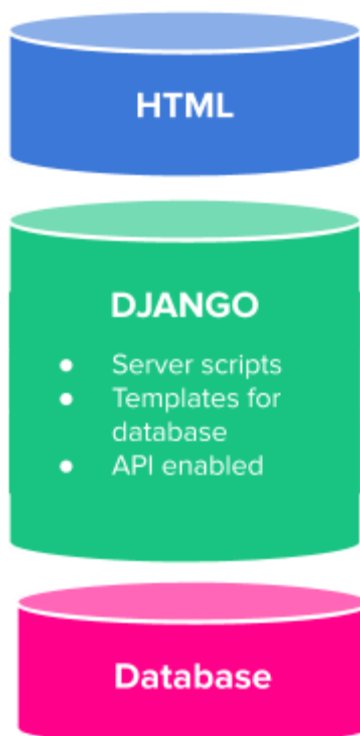 HTML
DJANGO
● Server scripts
● Templates for
database
● API enabled
Database